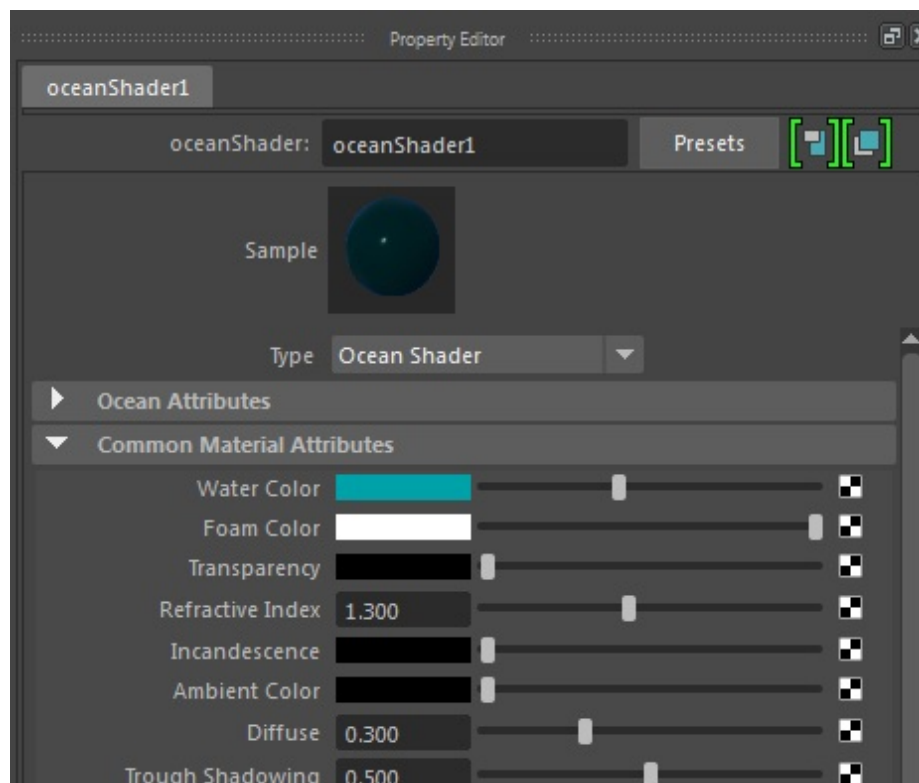 Property Editor
oceanShader1
oceanShader: oceanShader1 Presets
Sample
Type Ocean Shader
Ocean Attributes
Common Material Attributes
Water Color
Foam Color
Transparency
Refractive Index 1.300
Incandescence
Ambient Color
Diffuse 0.300
Trough Shadowing 0.500